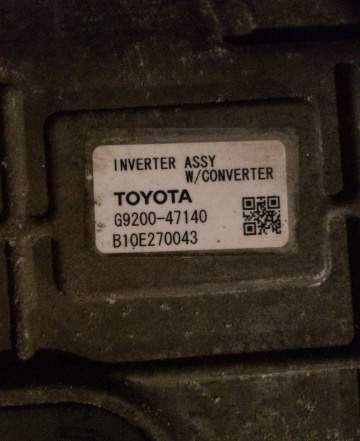 INVERTER ASSY
W/CONVERTER
TOYOTA
G9200-47140
B10E270043